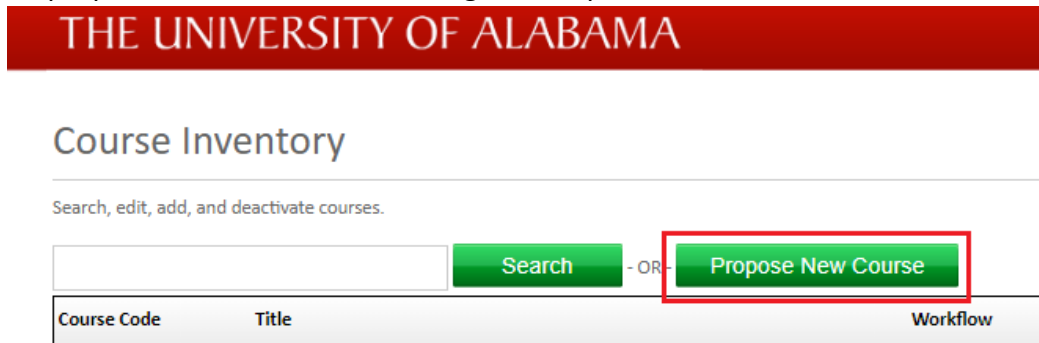 THE UNIVERSITY OF ALABAMA
Course Inventory
Search, edit, add, and deactivate courses.
Search - OR - Propose New Course
Course Code Title Workflow